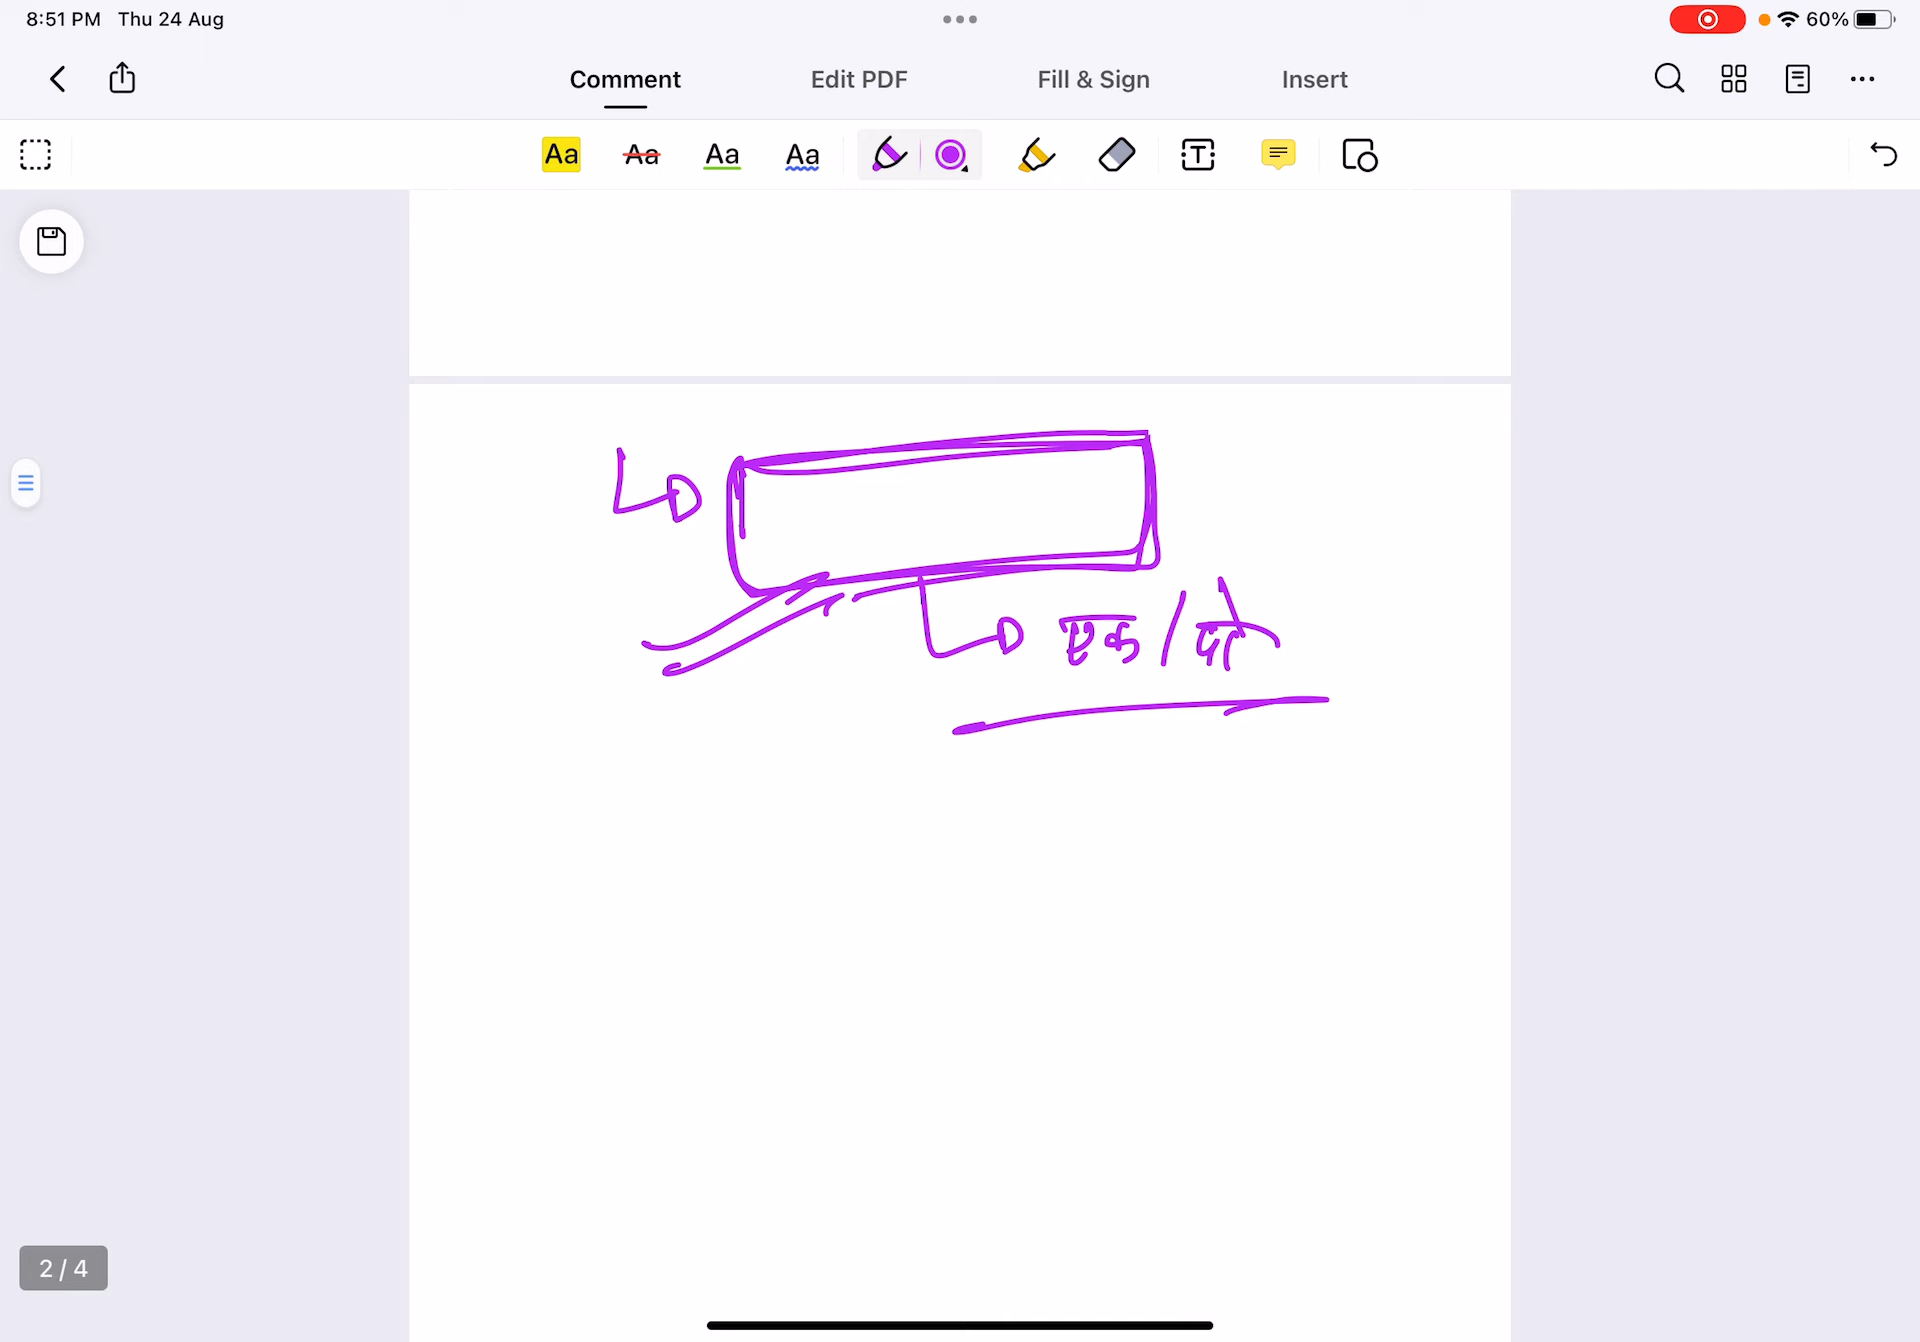 8:51 PM Thu 24 Aug
60%
Comment Edit PDF Fill & Sign Insert
Aa Aa Aa Aa T
एक /
2 / 4